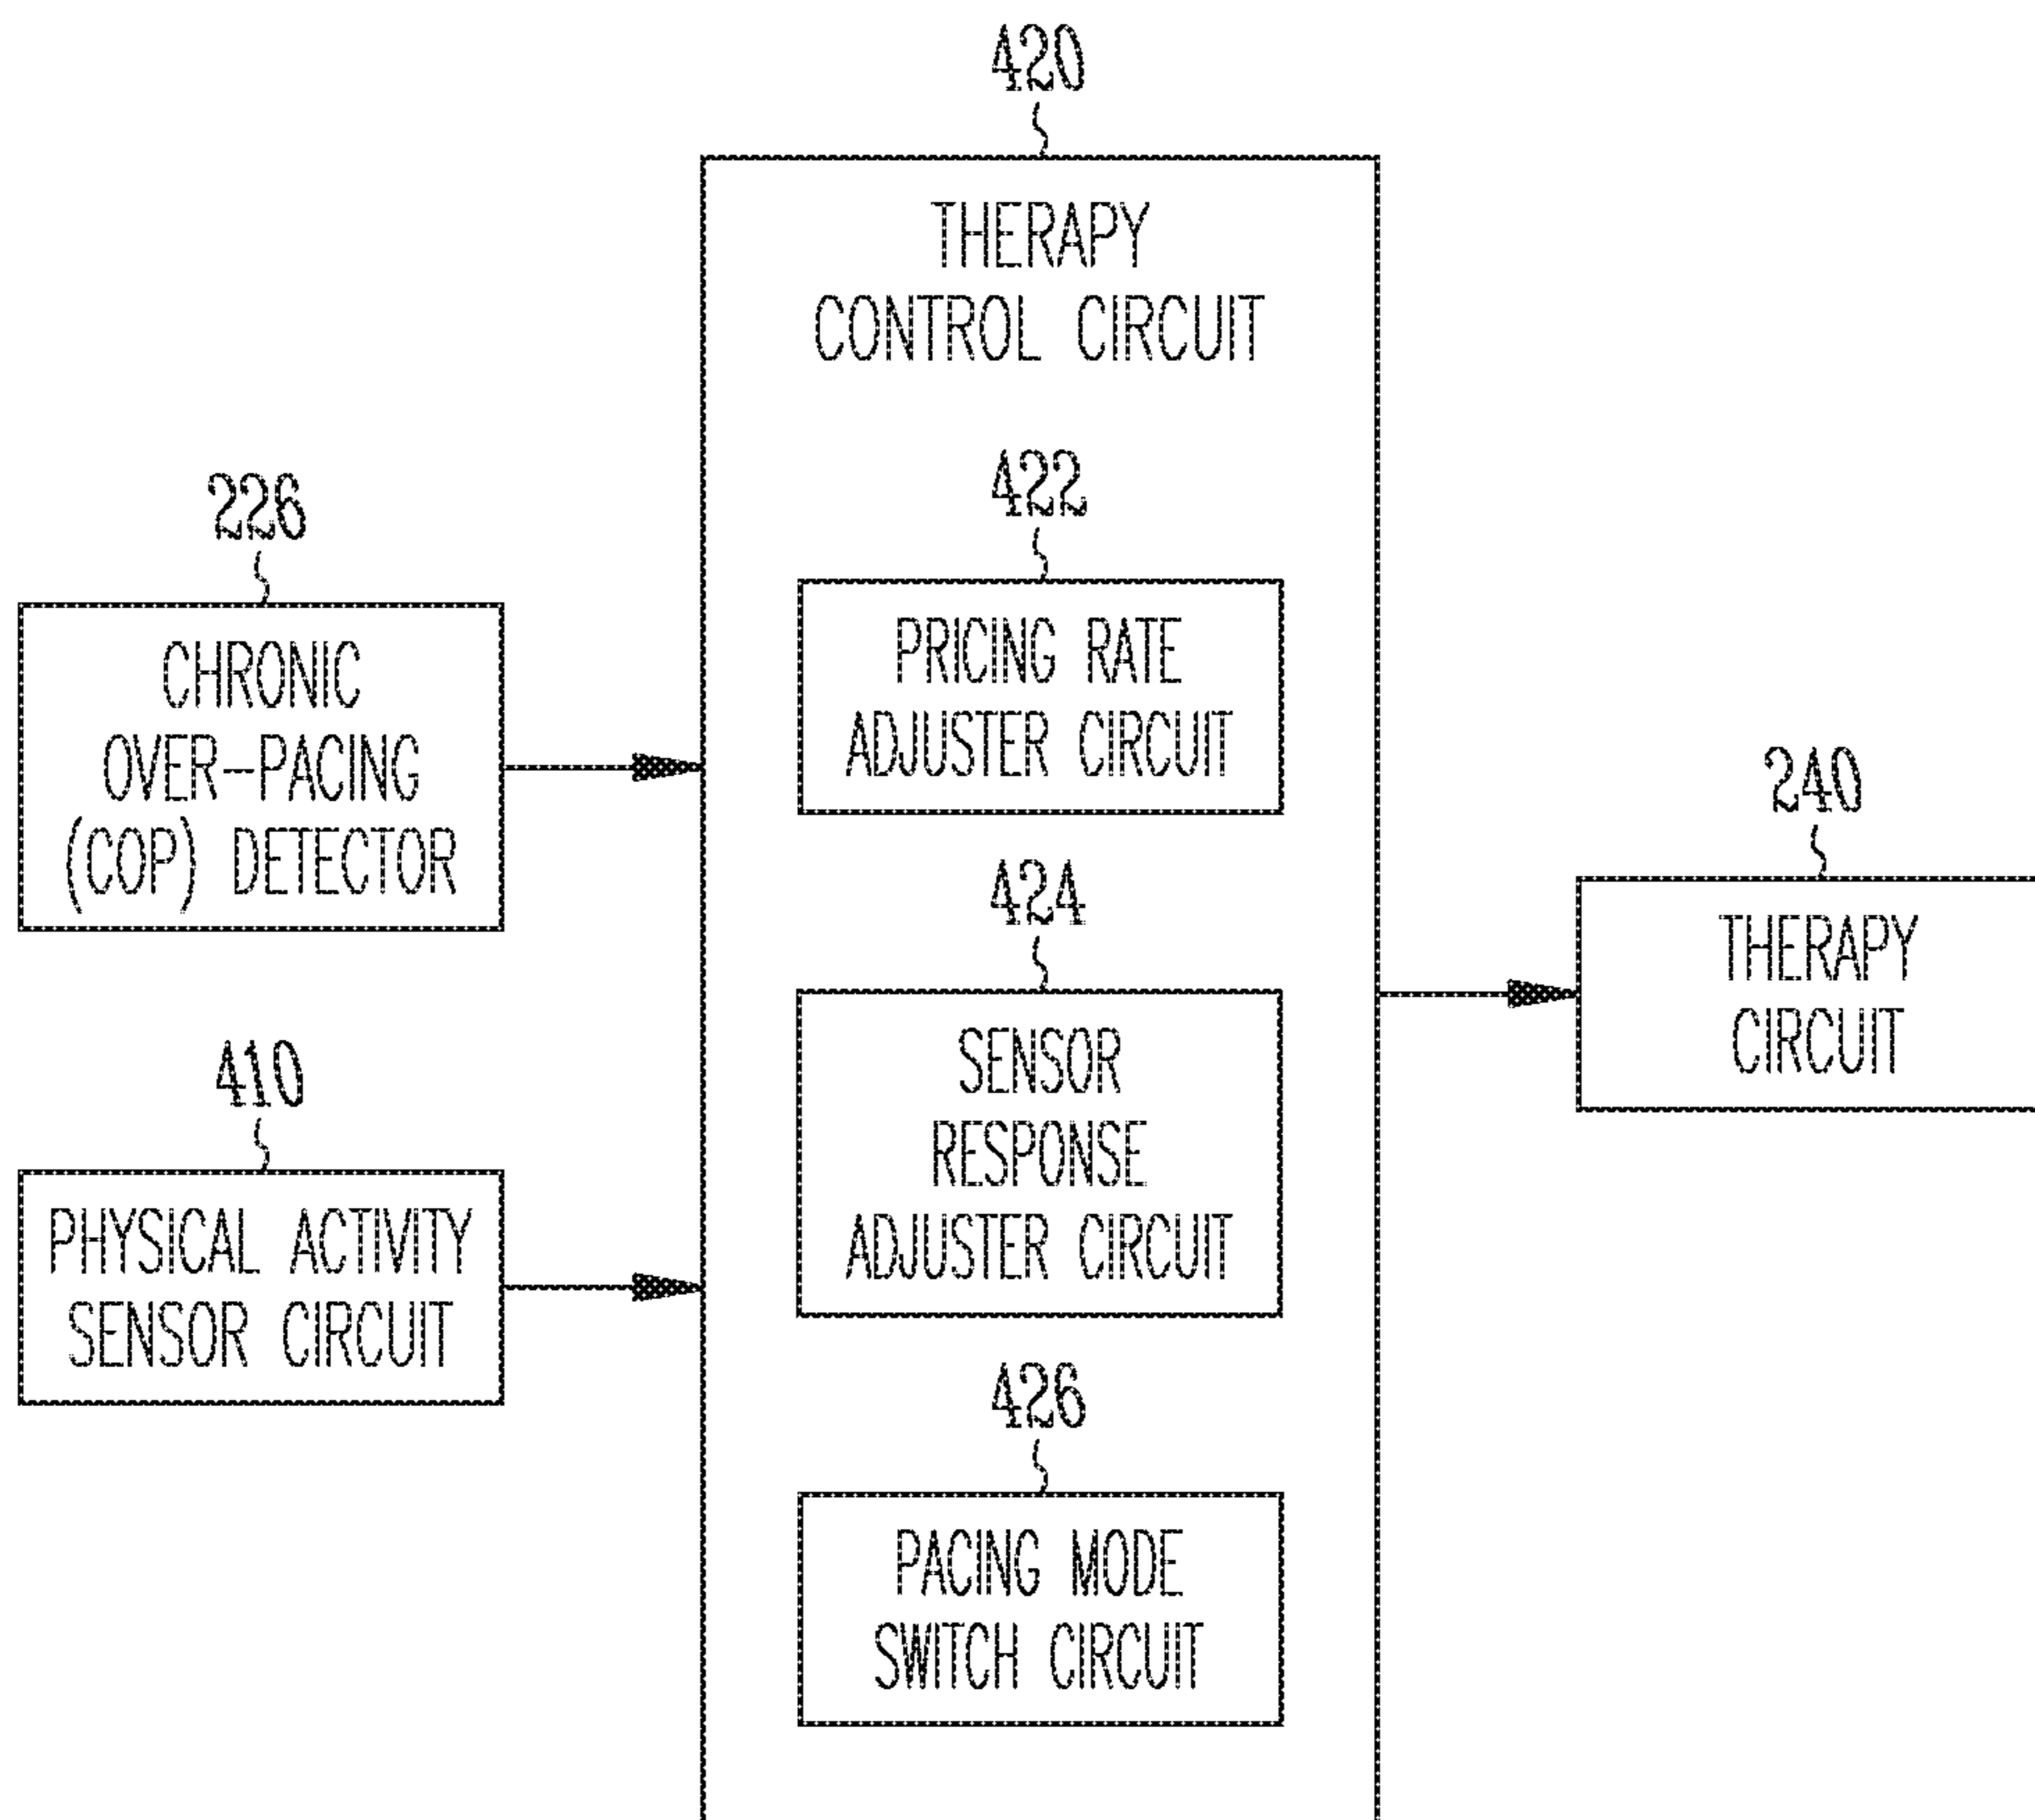 420
THERAPY
CONTROL CIRCUIT
226
CHRONIC
OVER-PACING
(COP) DETECTOR
410
PHYSICAL ACTIVITY
SENSOR CIRCUIT
422
PRICING RATE
ADJUSTER CIRCUIT
424
SENSOR
RESPONSE
ADJUSTER CIRCUIT
426
PACING MODE
SWITCH CIRCUIT
240
THERAPY
CIRCUIT